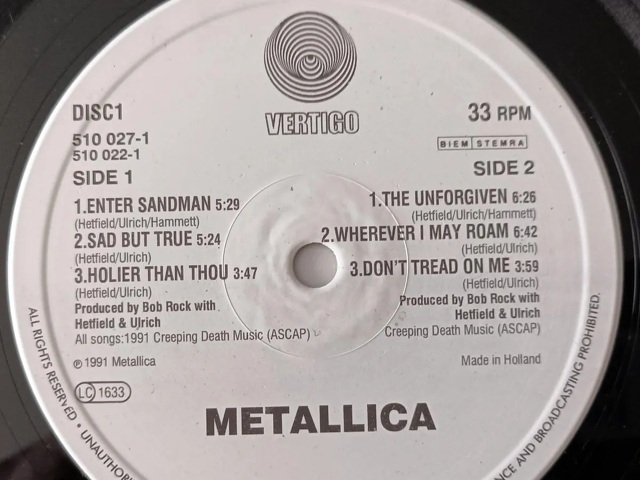 VERTIGO
DISC1
510 027-1
510 022-1
SIDE 1
1.ENTER SANDMAN 5:29
(Hetfield/Ulrich/Hammett)
2.SAD BUT TRUE 5:24
(Hetfield/Ulrich)
3.HOLIER THAN THOU 3:47
(Hetfield/Ulrich)
Produced by Bob Rock with
Hetfield & Ulrich
All songs:1991 Creeping Death Music (ASCAP)
℗ 1991 Metallica
LC 1633
33 RPM
BIEM STEMRA
SIDE 2
1.THE UNFORGIVEN 6:26
(Hetfield/Ulrich/Hammett)
2.WHEREVER I MAY ROAM 6:42
(Hetfield/Ulrich)
3.DON'T TREAD ON ME 3:59
(Hetfield/Ulrich)
Produced by Bob Rock with
Hetfield & Ulrich
Creeping Death Music (ASCAP)
Made in Holland
METALLICA
ALL RIGHTS RESERVED • UNAUTHOR
NCE AND BROADCASTING PROHIBITED.